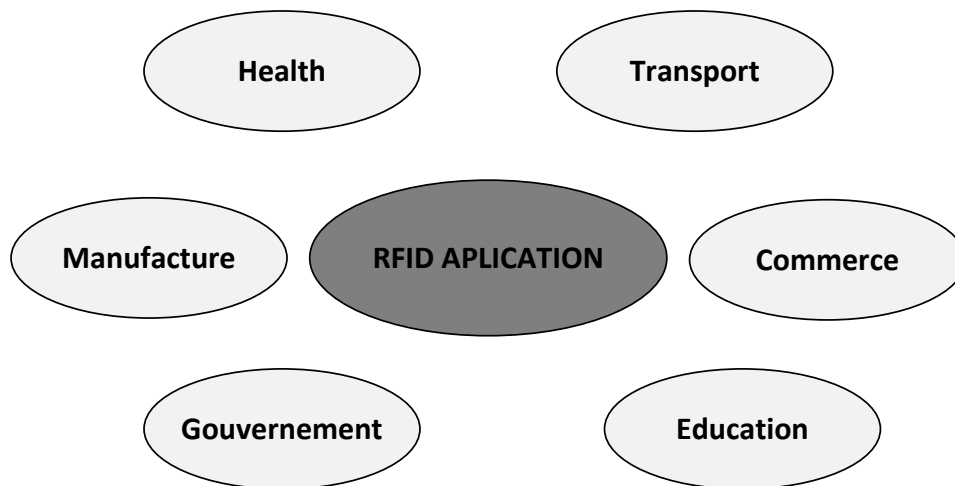 Health
Transport
Manufacture
RFID APLICATION
Commerce
Gouvernement
Education